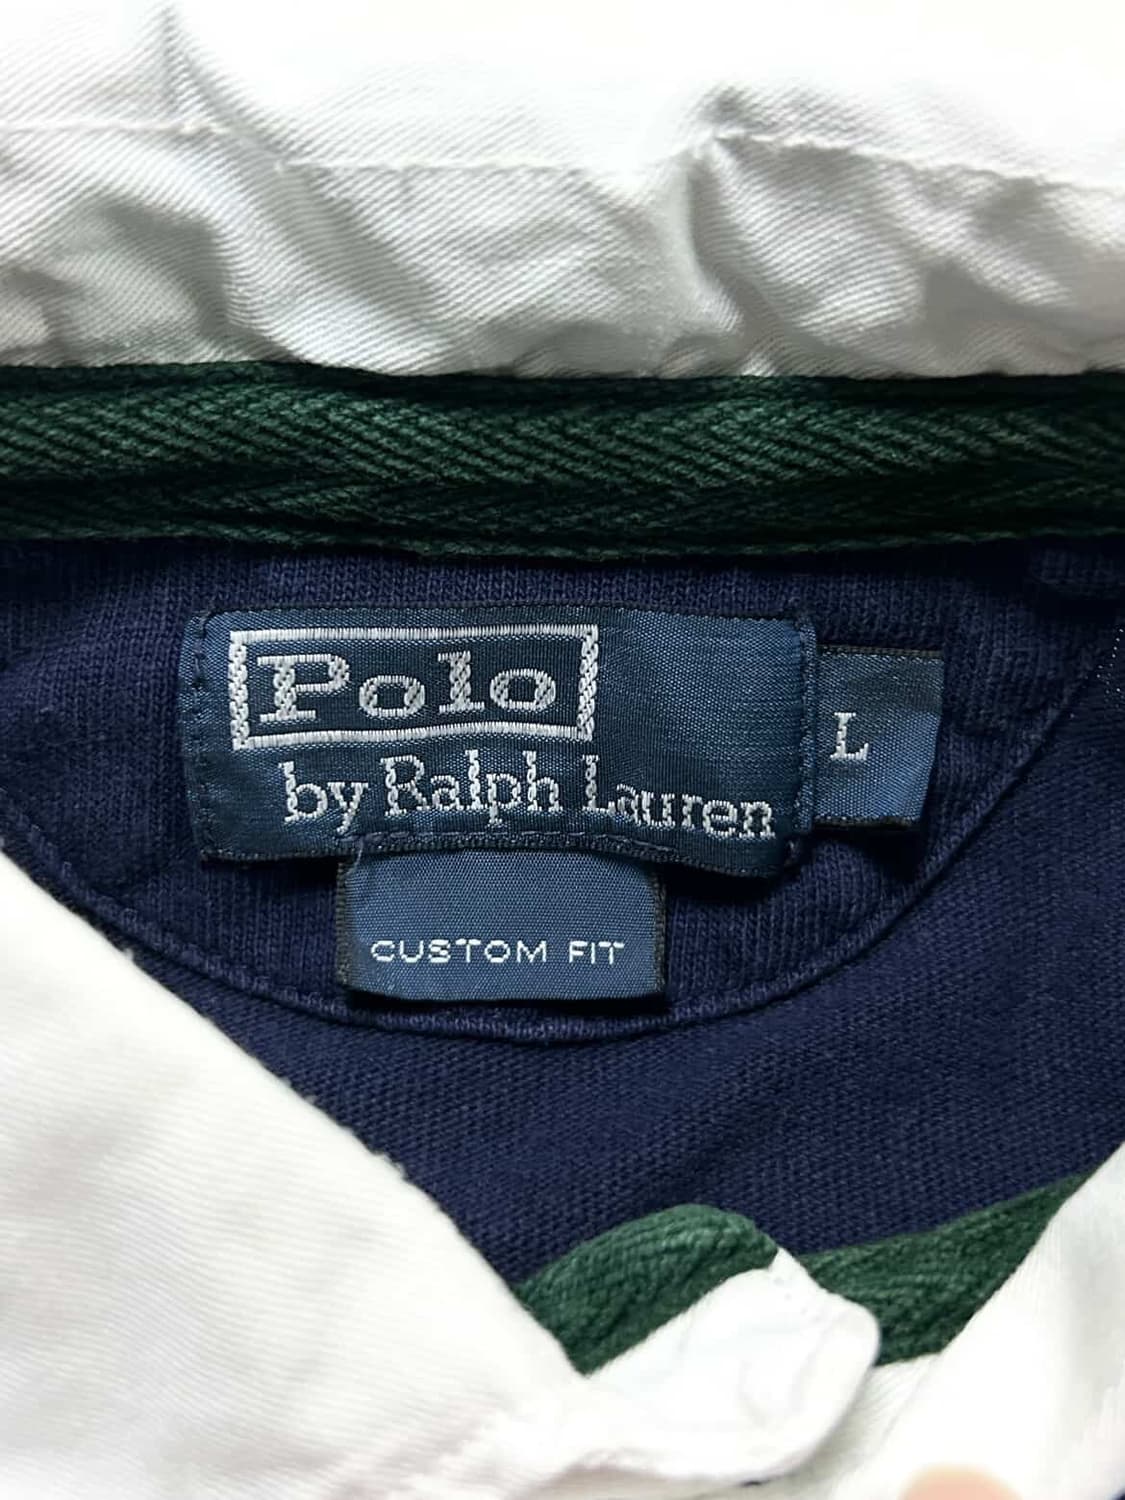 Polo
by Ralph Lauren
L
CUSTOM FIT